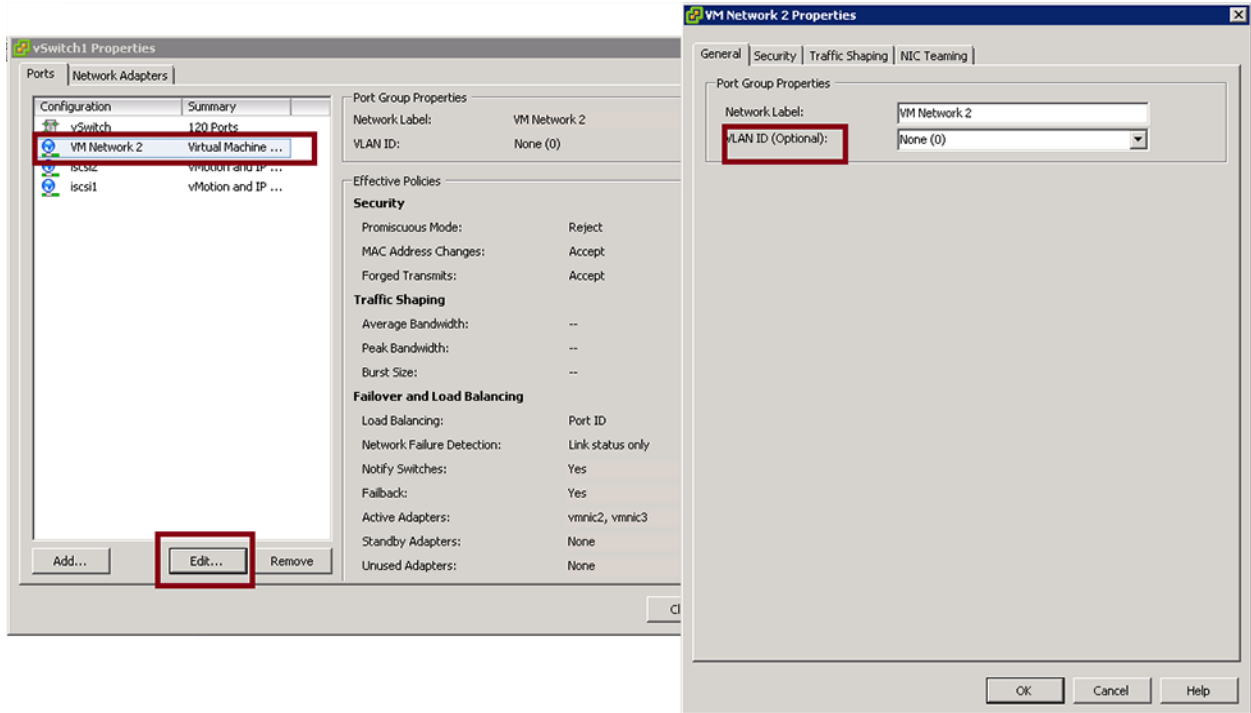 vSwitch1 Properties
Ports Network Adapters
Configuration Summary
vSwitch 120 Ports
VM Network 2 Virtual Machine ...
iscsi2 vMotion and IP ...
iscsi1 vMotion and IP ...
Add... Edit... Remove
Port Group Properties
Network Label: VM Network 2
VLAN ID: None (0)
Effective Policies
Security
Promiscuous Mode: Reject
MAC Address Changes: Accept
Forged Transmits: Accept
Traffic Shaping
Average Bandwidth: --
Peak Bandwidth: --
Burst Size: --
Failover and Load Balancing
Load Balancing: Port ID
Network Failure Detection: Link status only
Notify Switches: Yes
Failback: Yes
Active Adapters: vmnic2, vmnic3
Standby Adapters: None
Unused Adapters: None
Cl
VM Network 2 Properties
General Security Traffic Shaping NIC Teaming
Port Group Properties
Network Label: VM Network 2
VLAN ID (Optional): None (0)
OK Cancel Help